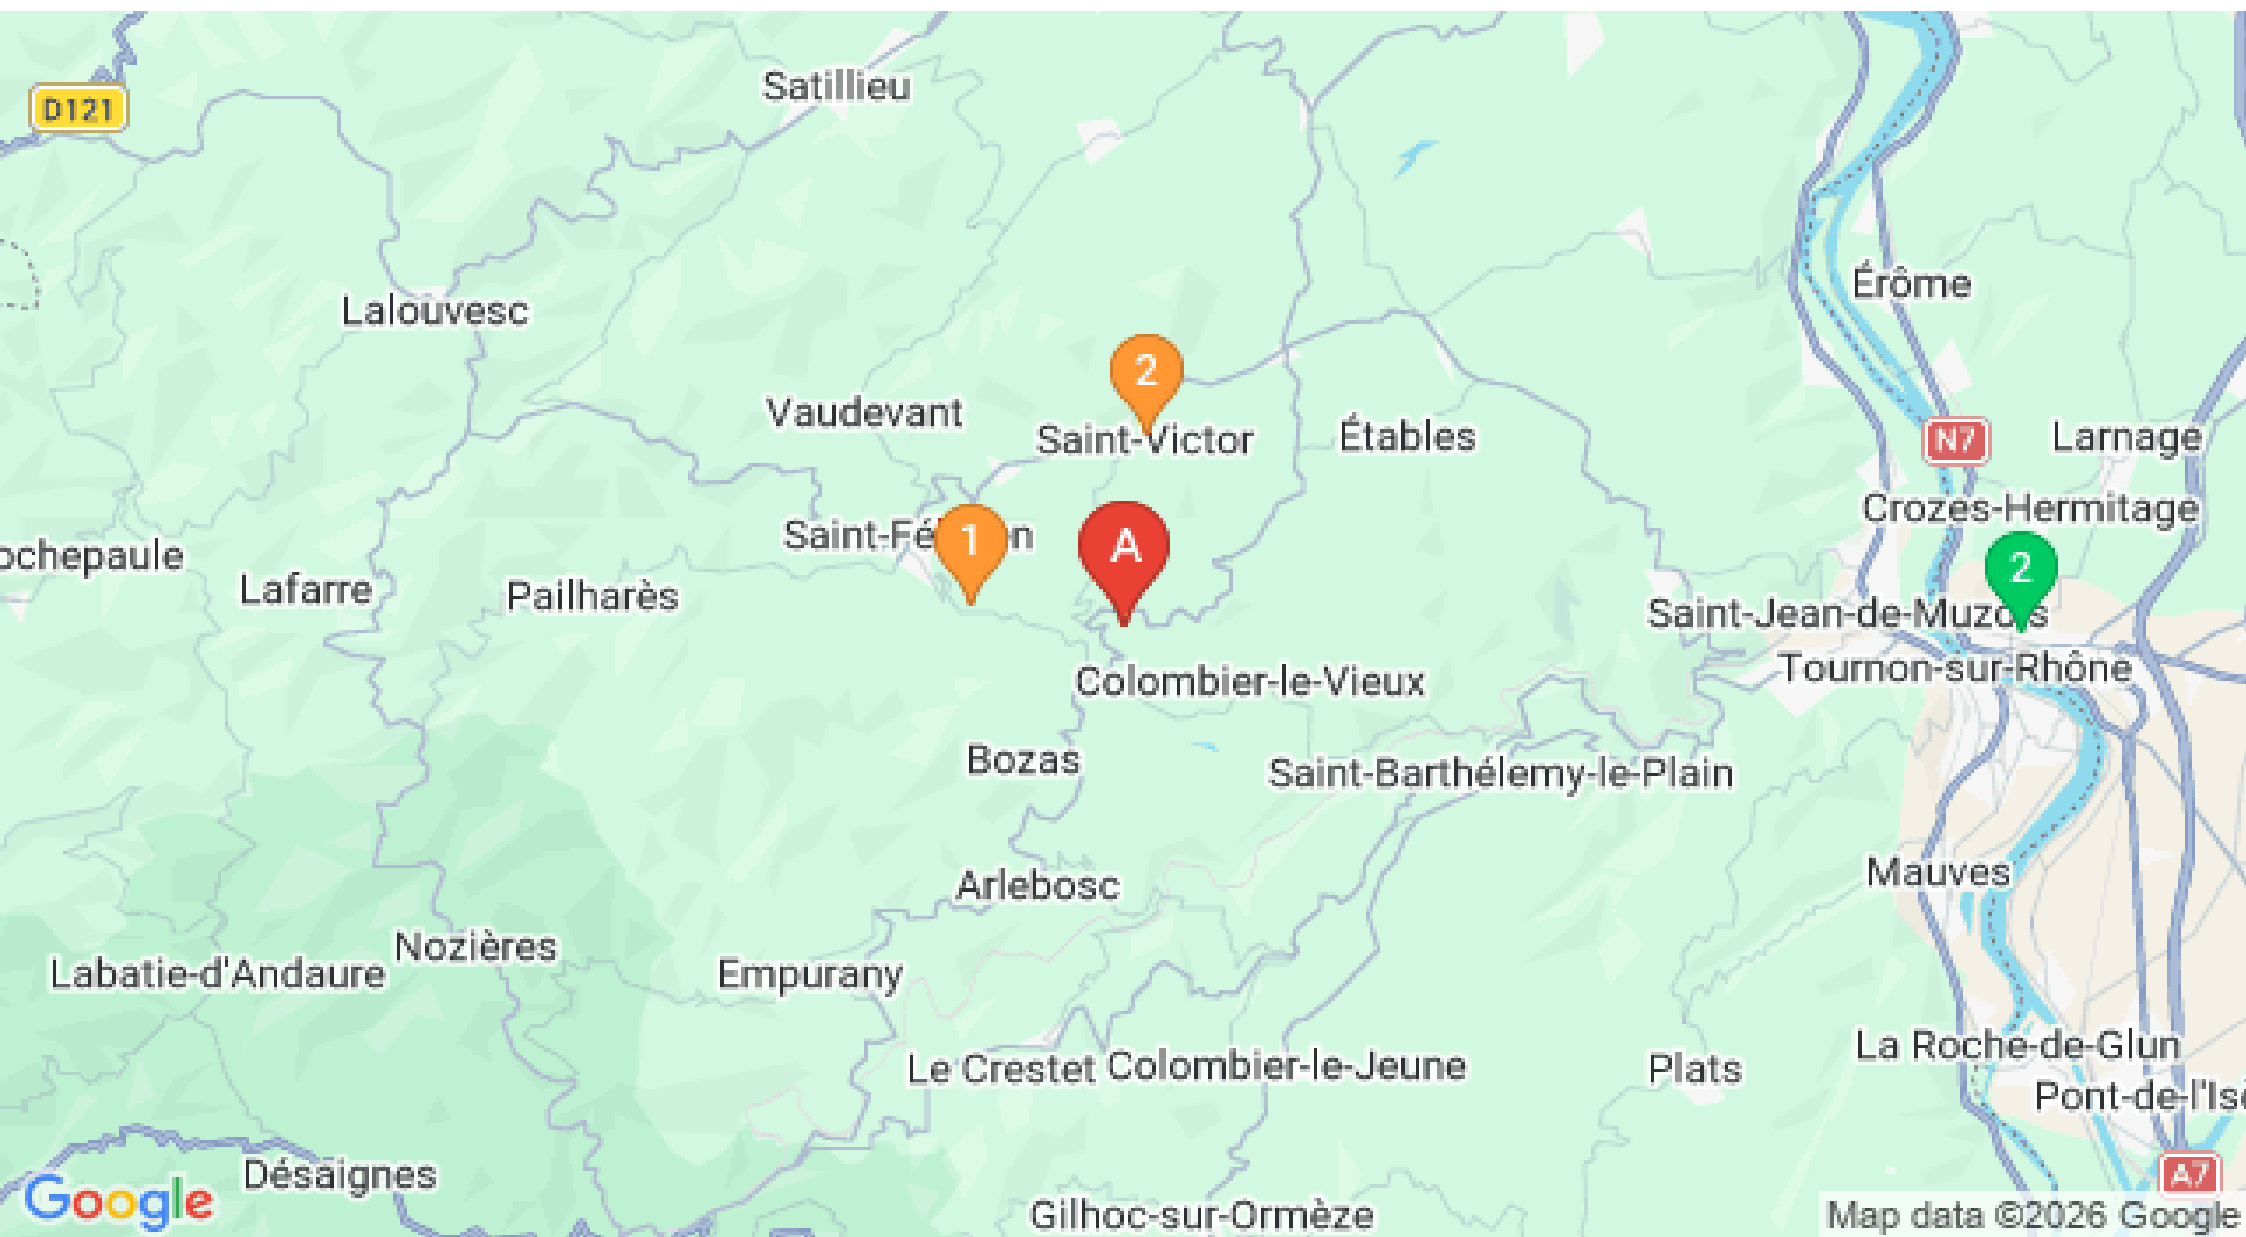 Satillieu
D121
Érôme
Lalouvesc
2
Vaudevant
Saint-Victor
Étables
N7
Larnage
Crozes-Hermitage
1
A
ochepaule
Lafarre
Pailharès
2
Saint-Jean-de-Muzols
Tournon-sur-Rhône
Colombier-le-Vieux
Bozas
Saint-Barthélemy-le-Plain
Mauves
Arlebosc
Nozières
Labatie-d'Andaure
Empurany
La Roche-de-Glun
Le Crestet
Colombier-le-Jeune
Plats
Pont-de-l'Isè
Désaignes
A7
Google
Gilhoc-sur-Ormèze
Map data ©2026 Google